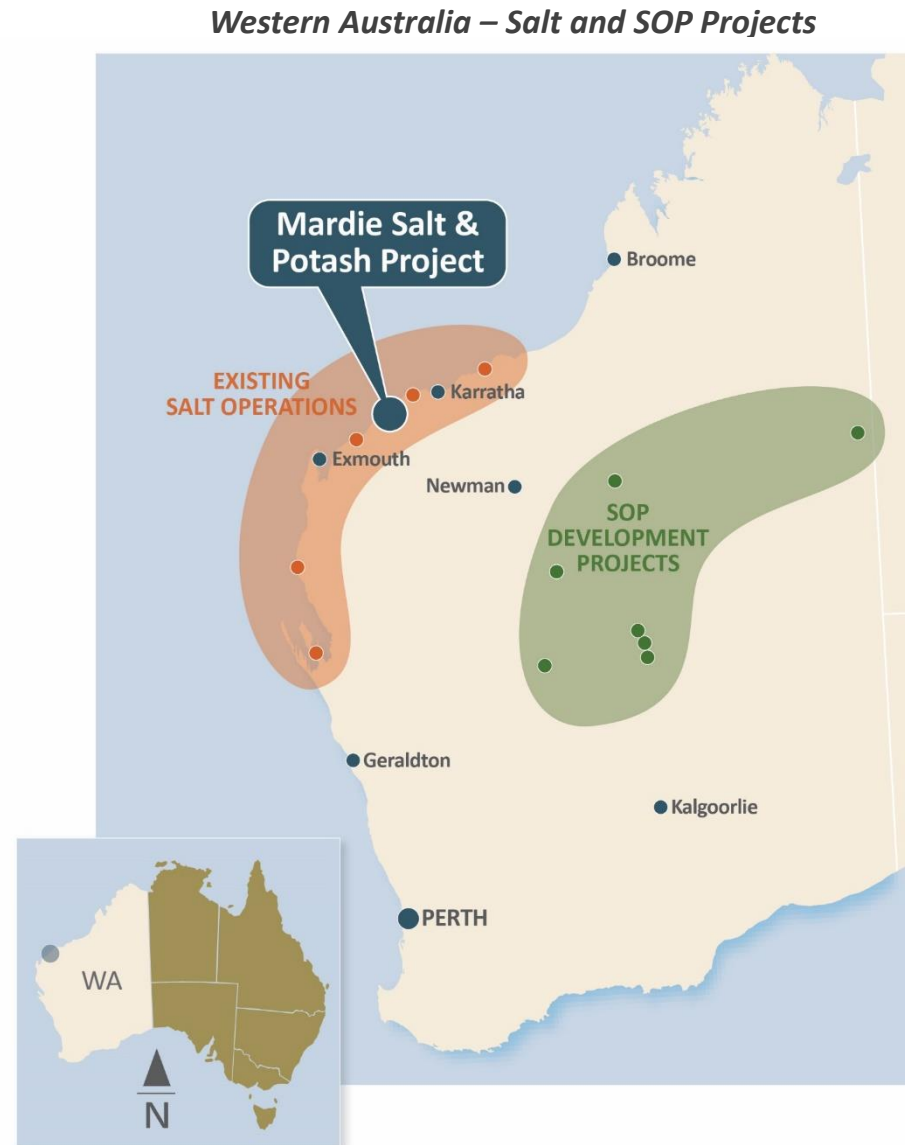 Western Australia – Salt and SOP Projects
Mardie Salt &
Potash Project
Broome
EXISTING
SALT OPERATIONS
Karratha
Exmouth
Newman
SOP
DEVELOPMENT
PROJECTS
Geraldton
Kalgoorlie
PERTH
WA
N